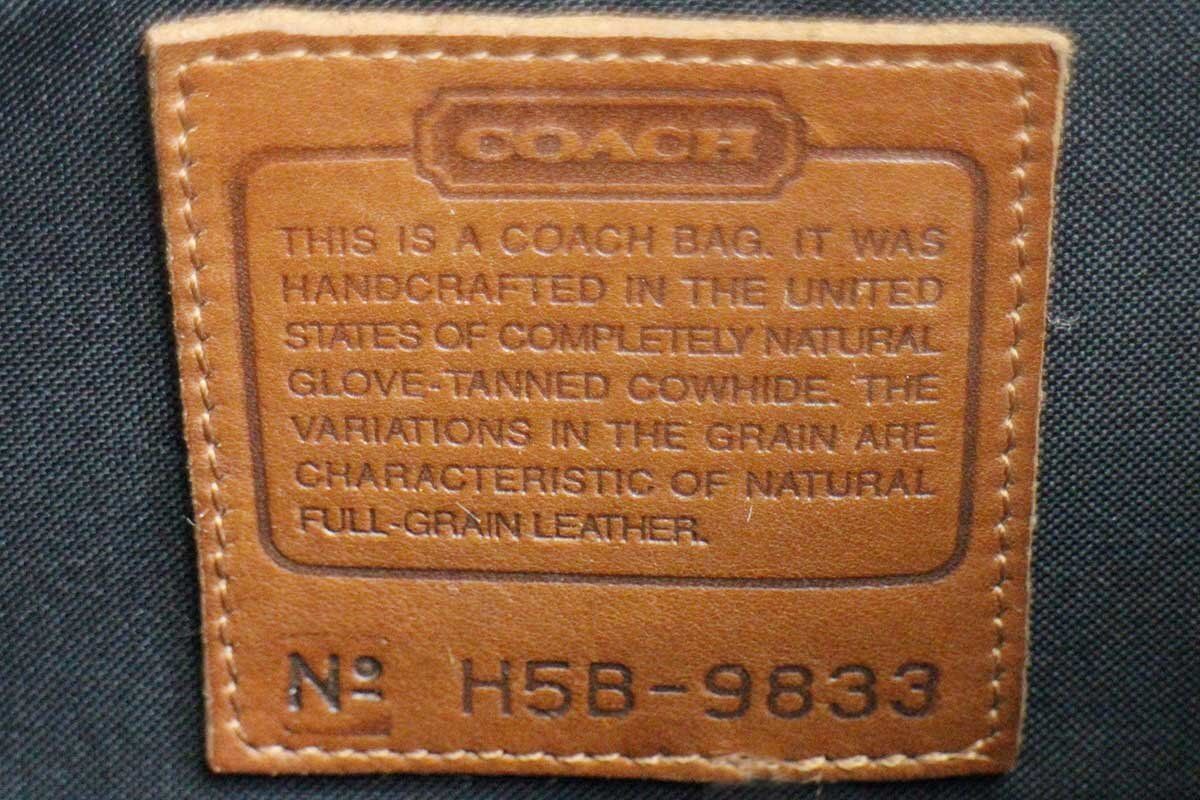 COACH
THIS IS A COACH BAG. IT WAS
HANDCRAFTED IN THE UNITED
STATES OF COMPLETELY NATURAL
GLOVE-TANNED COWHIDE. THE
VARIATIONS IN THE GRAIN ARE
CHARACTERISTIC OF NATURAL
FULL-GRAIN LEATHER.
Nº H5B-9833